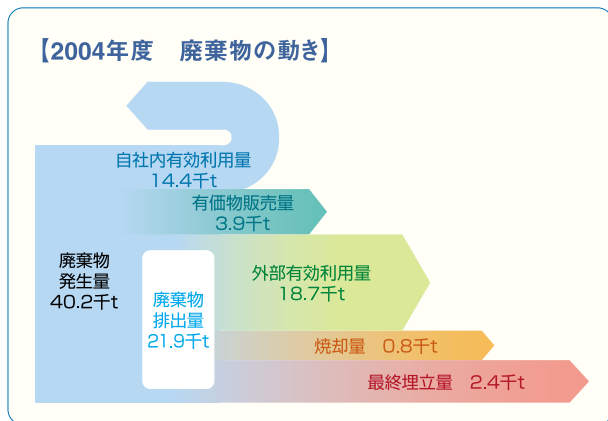 【2004年度　廃棄物の動き】
自社内有効利用量
14.4千t
有価物販売量
3.9千t
廃棄物
発生量
40.2千t
廃棄物
排出量
21.9千t
外部有効利用量
18.7千t
焼却量　0.8千t
最終埋立量　2.4千t